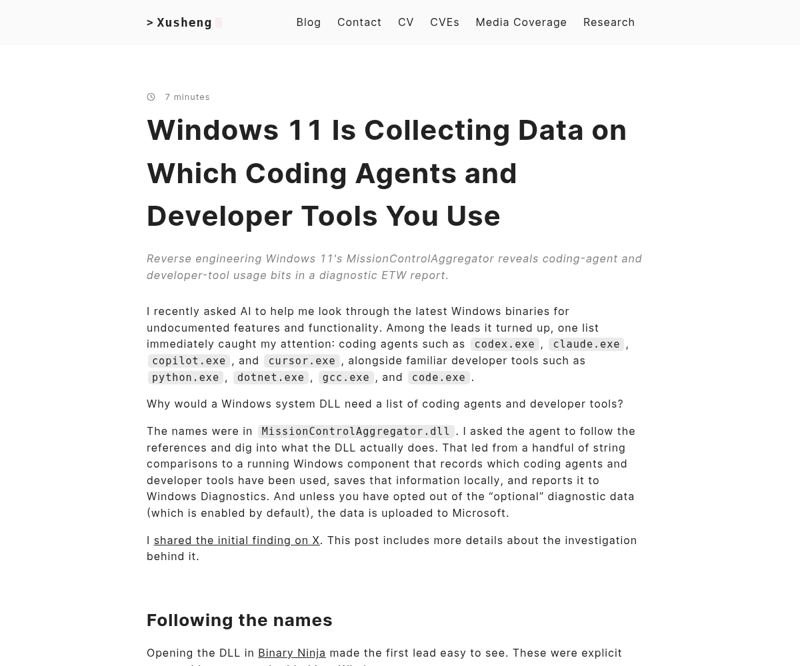 > Xusheng
Blog Contact CV CVEs Media Coverage Research
7 minutes
Windows 11 Is Collecting Data on
Which Coding Agents and
Developer Tools You Use
Reverse engineering Windows 11's MissionControlAggregator reveals coding-agent and
developer-tool usage bits in a diagnostic ETW report.
I recently asked AI to help me look through the latest Windows binaries for
undocumented features and functionality. Among the leads it turned up, one list
immediately caught my attention: coding agents such as codex.exe, claude.exe,
copilot.exe, and cursor.exe, alongside familiar developer tools such as
python.exe, dotnet.exe, gcc.exe, and code.exe.
Why would a Windows system DLL need a list of coding agents and developer tools?
The names were in MissionControlAggregator.dll. I asked the agent to follow the
references and dig into what the DLL actually does. That led from a handful of string
comparisons to a running Windows component that records which coding agents and
developer tools have been used, saves that information locally, and reports it to
Windows Diagnostics. And unless you have opted out of the “optional” diagnostic data
(which is enabled by default), the data is uploaded to Microsoft.
I shared the initial finding on X. This post includes more details about the investigation
behind it.
Following the names
Opening the DLL in Binary Ninja made the first lead easy to see. These were explicit